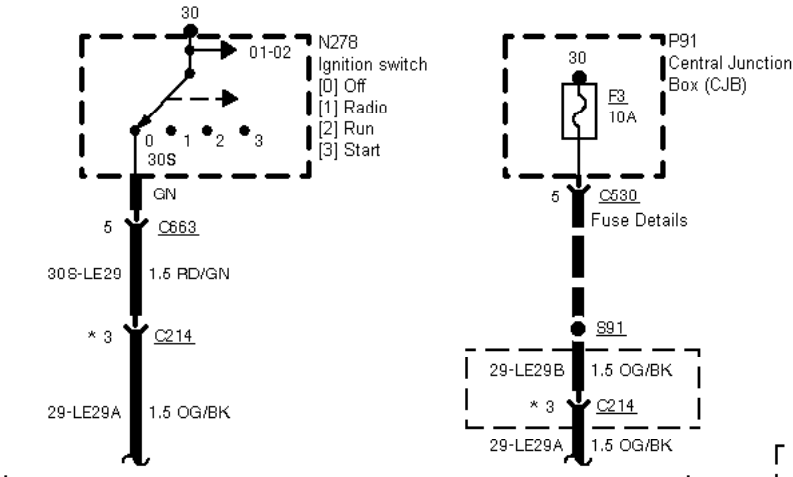 30
01-02
N278
Ignition switch
[0] Off
[1] Radio
[2] Run
[3] Start
0 1 2 3
30S
GN
5 C663
30S-LE29 1.5 RD/GN
* 3 C214
29-LE29A 1.5 OG/BK
P91
Central Junction
Box (CJB)
30
F3
10A
5 C530
Fuse Details
S91
29-LE29B 1.5 OG/BK
* 3 C214
29-LE29A 1.5 OG/BK